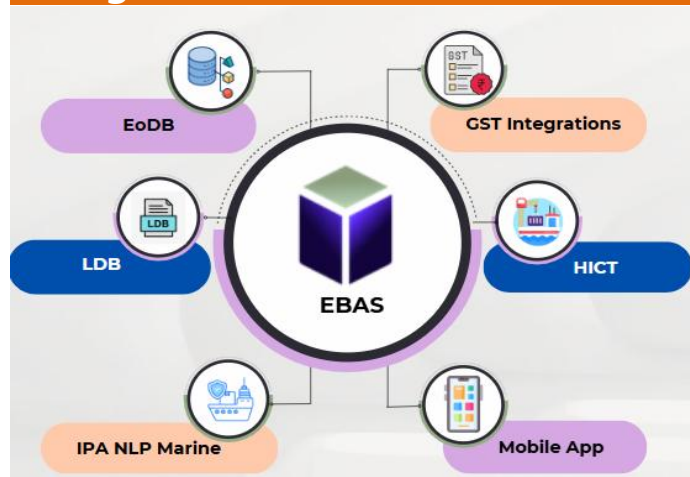 EoDB
GST
GST Integrations
LDB
LDB
HICT
EBAS
IPA NLP Marine
Mobile App